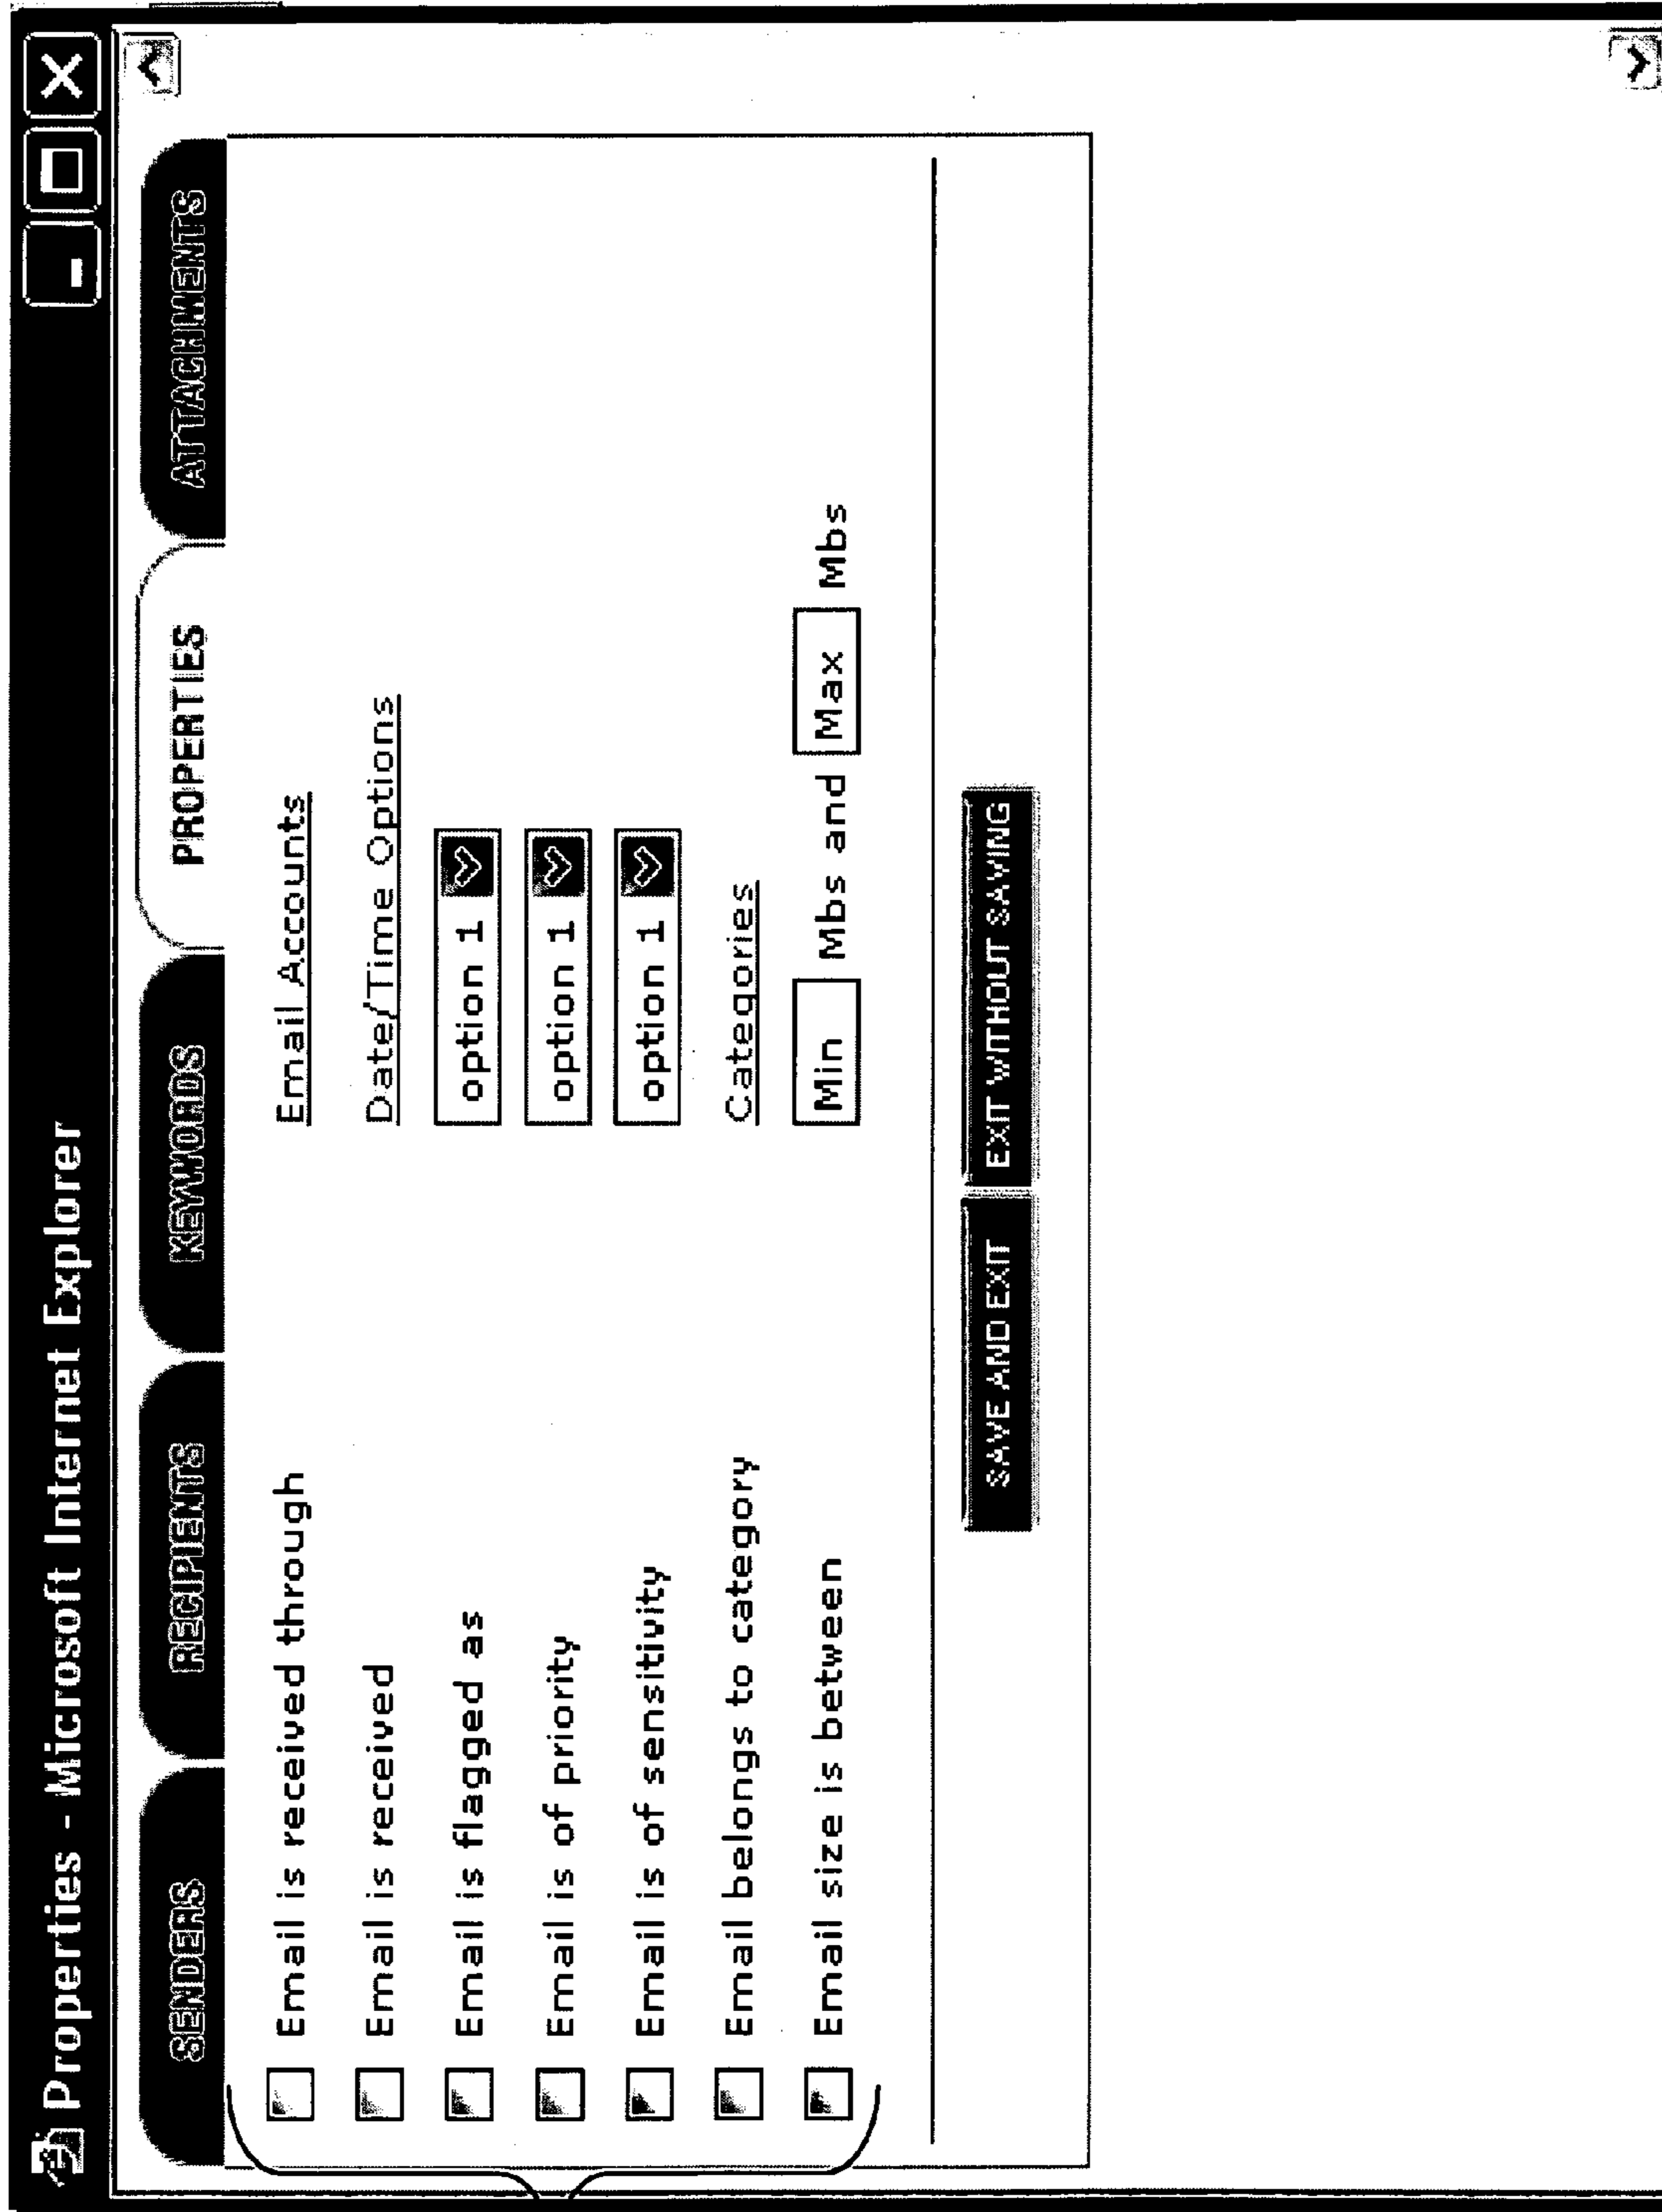 Properties - Microsoft Internet Explorer
SENDERS RECIPIENTS KEYWORDS PROPERTIES ATTACHMENTS
Email is received through Email Accounts
Email is received Date/Time Options
Email is flagged as option 1
Email is of priority option 1
Email is of sensitivity option 1
Email belongs to category Categories
Email size is between Min Mbs and Max Mbs
SAVE AND EXIT EXIT WITHOUT SAVING